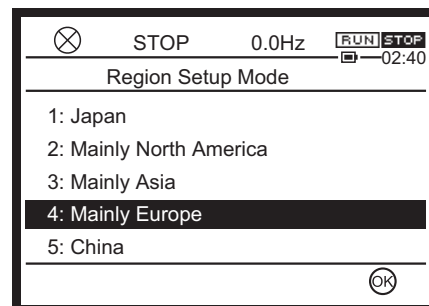 STOP 0.0Hz RUN STOP
02:40
Region Setup Mode
1: Japan
2: Mainly North America
3: Mainly Asia
4: Mainly Europe
5: China
OK